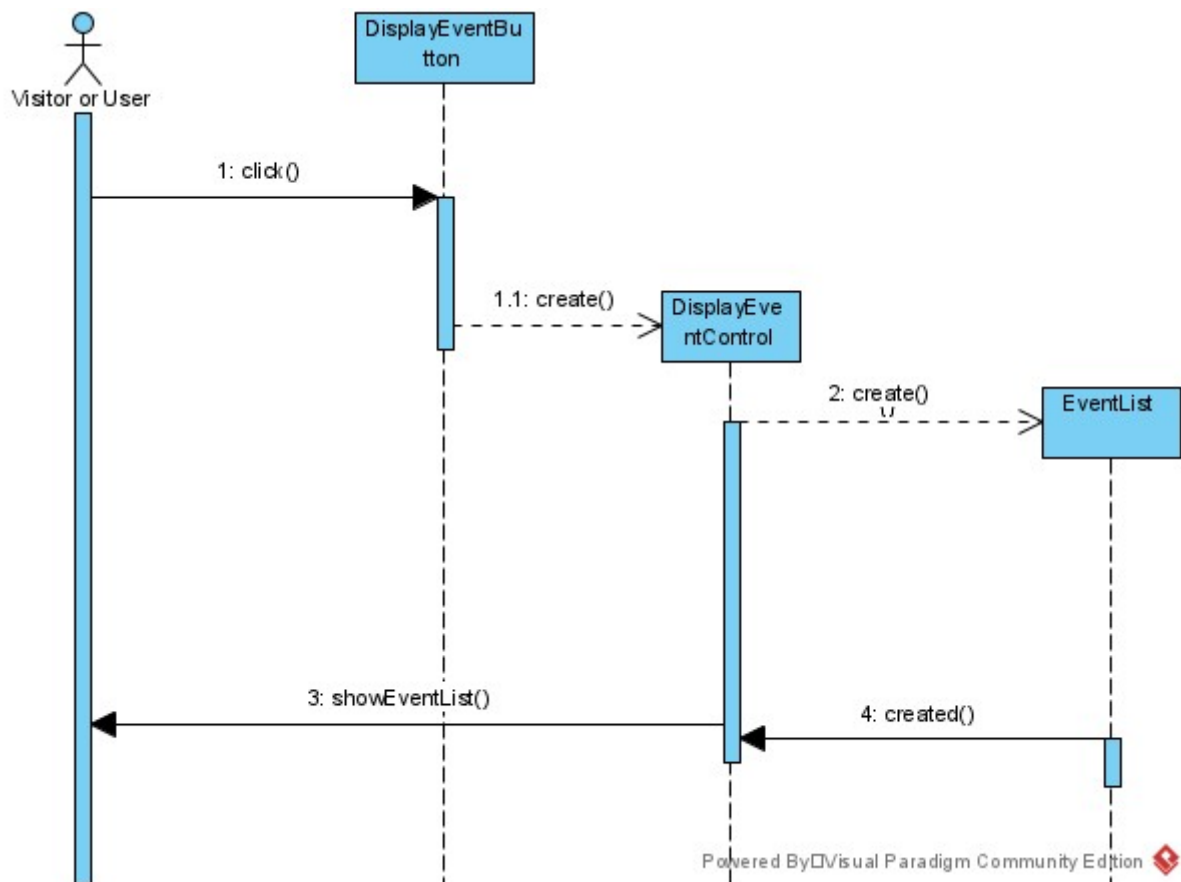 DisplayEventBu
tton
Visitor or User
1: click()
1.1: create()
DisplayEve
ntControl
2: create()
EventList
3: showEventList()
4: created()
Powered By Visual Paradigm Community Edition